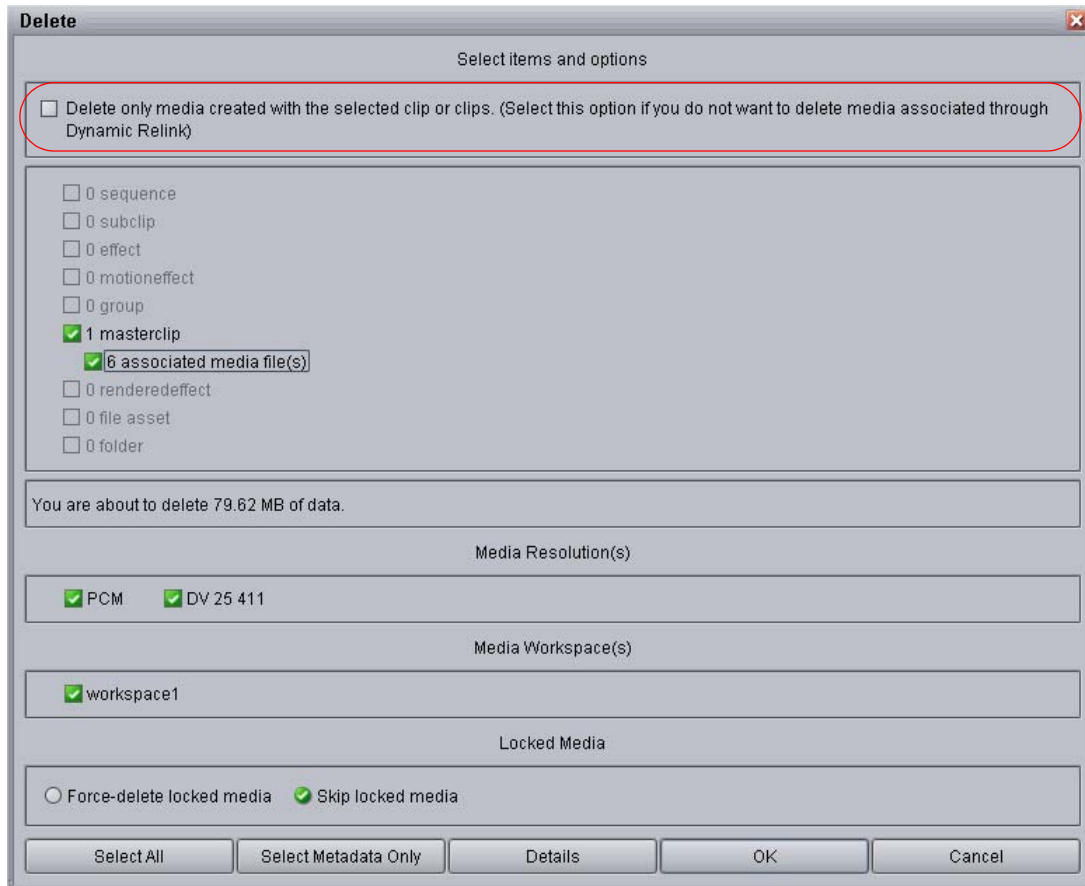 Delete
Select items and options
Delete only media created with the selected clip or clips. (Select this option if you do not want to delete media associated through
Dynamic Relink)
0 sequence
0 subclip
0 effect
0 motioneffect
0 group
1 masterclip
6 associated media file(s)
0 renderedeffect
0 file asset
0 folder
You are about to delete 79.62 MB of data.
Media Resolution(s)
PCM DV 25 411
Media Workspace(s)
workspace1
Locked Media
Force-delete locked media Skip locked media
Select All Select Metadata Only Details OK Cancel